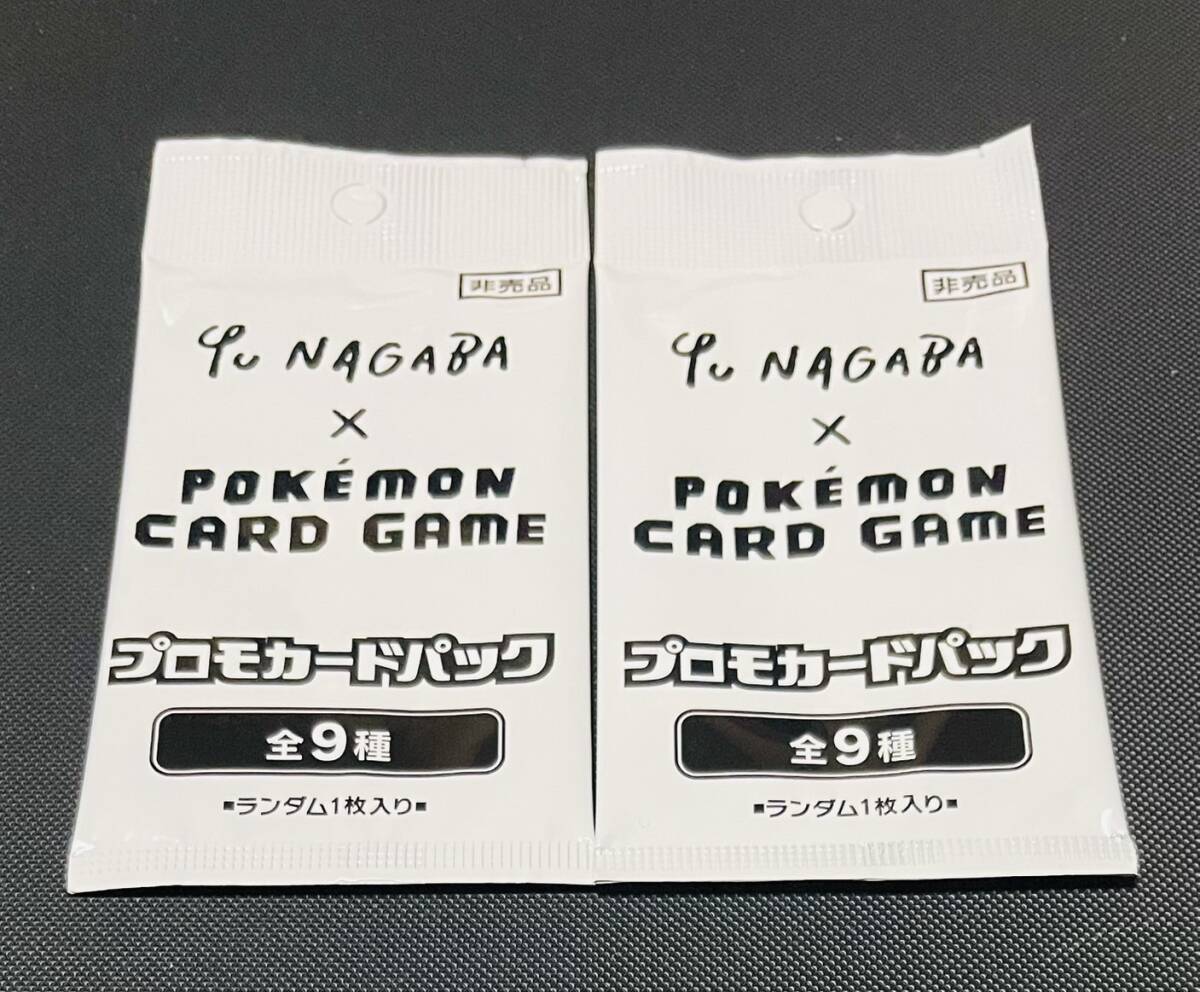 非売品
Yu NAGABA
×
POKÉMON
CARD GAME
プロモカードパック
全9種
▪ランダム1枚入り▪
非売品
Yu NAGABA
×
POKÉMON
CARD GAME
プロモカードパック
全9種
▪ランダム1枚入り▪